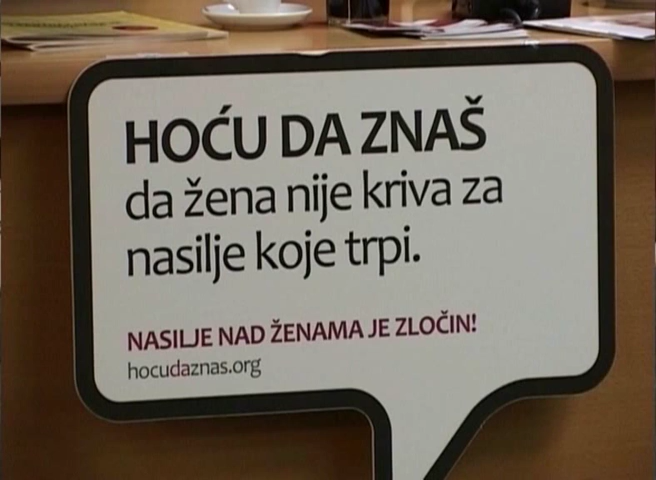 HOĆU DA ZNAŠ
da žena nije kriva za
nasilje koje trpi.
NASILJE NAD ŽENAMA JE ZLOČIN!
hocudaznas.org